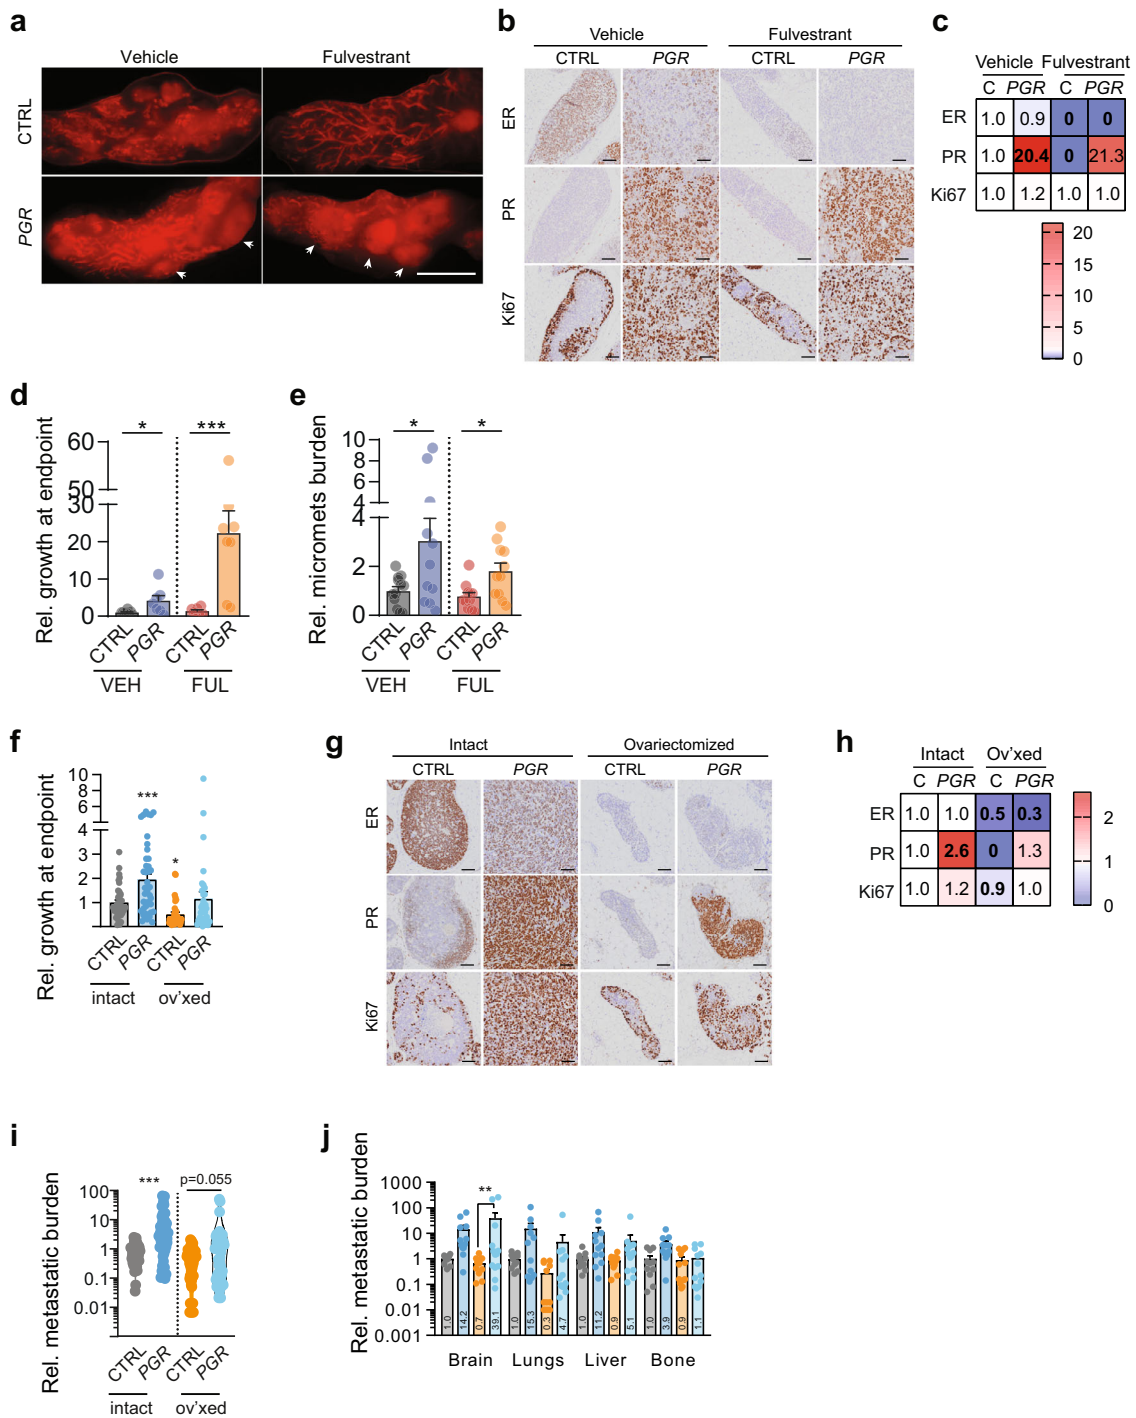 a
Vehicle Fulvestrant
CTRL
PGR
b
Vehicle Fulvestrant
CTRL PGR CTRL PGR
ER
PR
Ki67
c
Vehicle Fulvestrant
C PGR C PGR
ER 1.0 0.9 0 0
PR 1.0 20.4 0 21.3
Ki67 1.0 1.2 1.0 1.0
20
15
10
5
0
d
Rel. growth at endpoint
60
50
30
20
10
0
* ***
CTRL PGR CTRL PGR
VEH FUL
e
Rel. micromets burden
10
8
6
4
4
2
0
* *
CTRL PGR CTRL PGR
VEH FUL
f
Rel. growth at endpoint
10
8
6
4
4
3
2
1
*** *
CTRL PGR CTRL PGR
intact ov'xed
g
Intact Ovariectomized
CTRL PGR CTRL PGR
ER
PR
Ki67
h
Intact Ov'xed
C PGR C PGR
ER 1.0 1.0 0.5 0.3
PR 1.0 2.6 0 1.3
Ki67 1.0 1.2 0.9 1.0
2
1
0
i
Rel. metastatic burden
100
10
1
0.1
0.01
*** p=0.055
CTRL PGR CTRL PGR
intact ov'xed
j
Rel. metastatic burden
1000
100
10
1
0.1
0.01
0.001
**
1.0 14.2 0.7 39.1 1.0 15.3 0.3 4.7 1.0 11.2 0.9 5.1 1.0 3.9 0.9 1.1
Brain Lungs Liver Bone